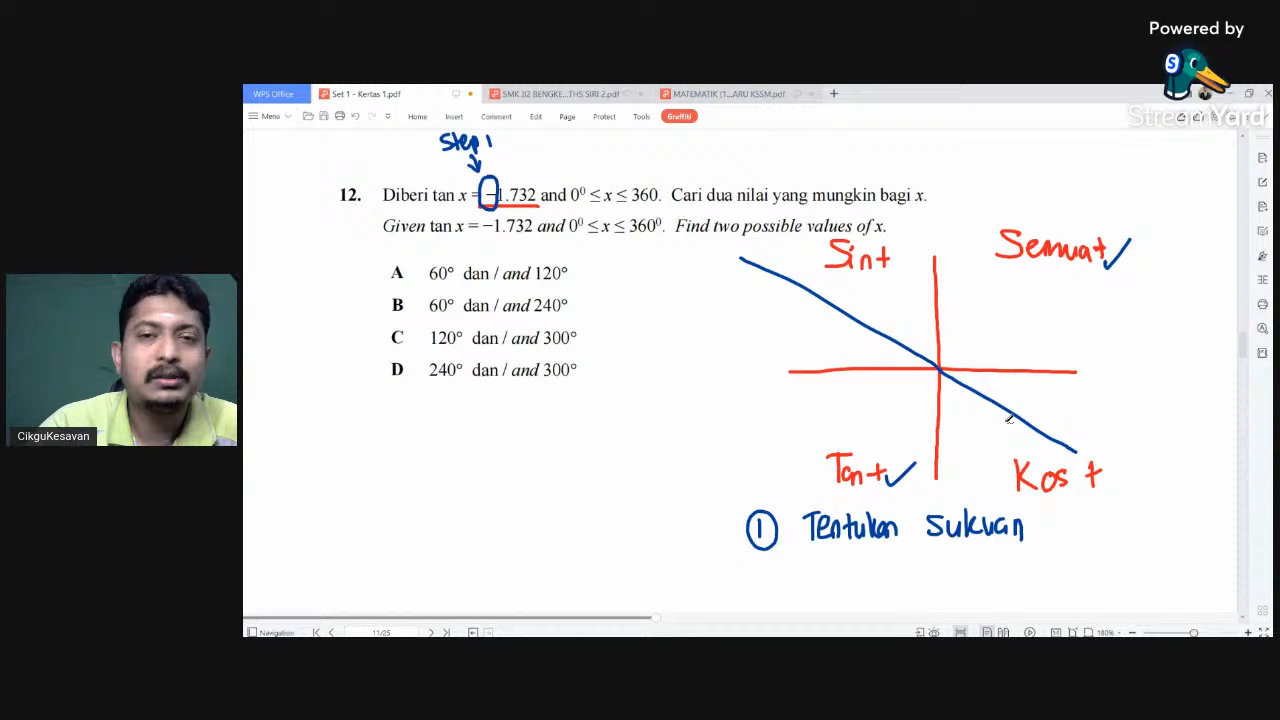 Powered by
S
StreamYard
WPS Office
Set 1 - Kertas 1.pdf
SMK JI2 BENGKE...THS SIRI 2.pdf
MATEMATIK (1...ARU KSSM.pdf
Menu
Home
Insert
Comment
Edit
Page
Protect
Tools
Graffiti
Step 1
12. Diberi tan x = −1.732 and 0⁰ ≤ x ≤ 360. Cari dua nilai yang mungkin bagi x.
Given tan x = −1.732 and 0⁰ ≤ x ≤ 360⁰. Find two possible values of x.
A 60° dan / and 120°
B 60° dan / and 240°
C 120° dan / and 300°
D 240° dan / and 300°
Sin +
Semua +
Tan +
Kos +
1 Tentukan sukuan
CikguKesavan
Navigation
11/25
180%